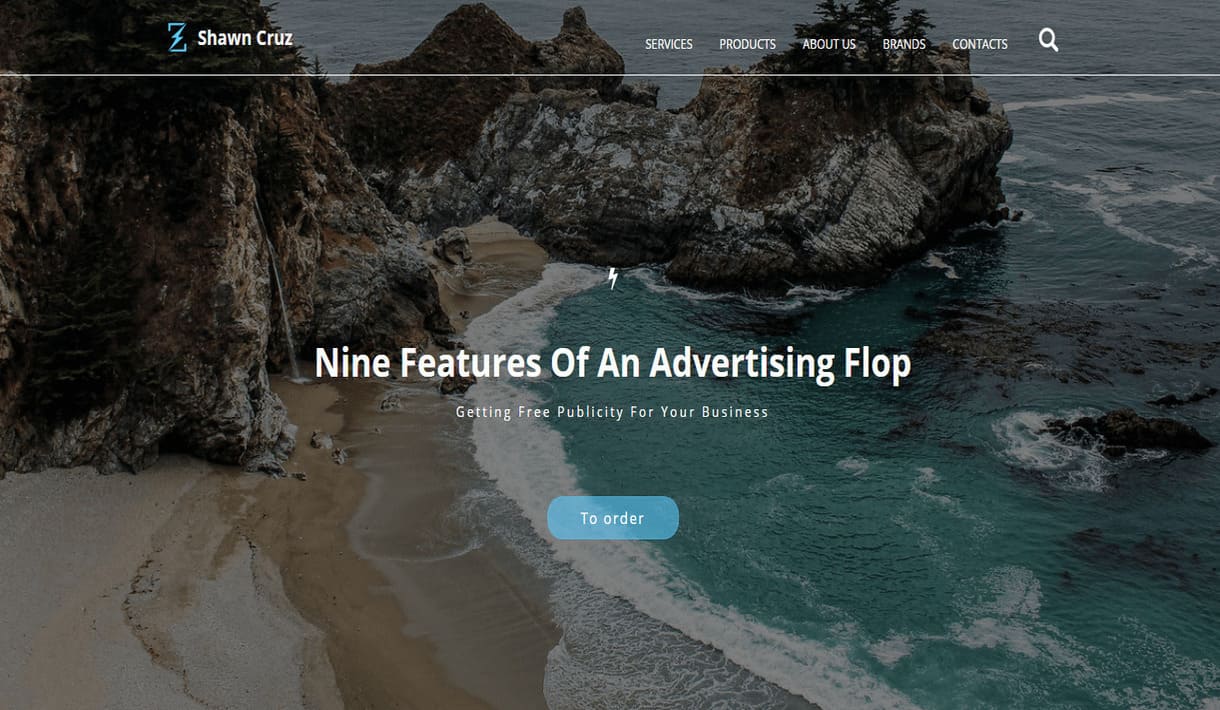 Shawn Cruz
SERVICES PRODUCTS ABOUT US BRANDS CONTACTS
Nine Features Of An Advertising Flop
Getting Free Publicity For Your Business
To order